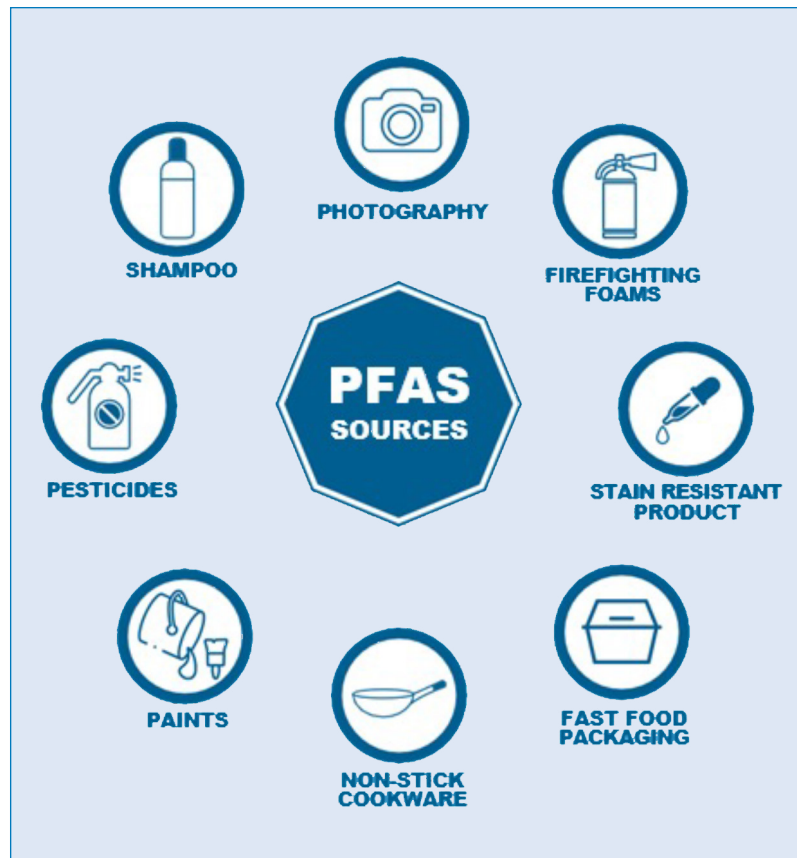 PHOTOGRAPHY
SHAMPOO
FIREFIGHTING
FOAMS
PFAS
SOURCES
PESTICIDES
STAIN RESISTANT
PRODUCT
PAINTS
FAST FOOD
PACKAGING
NON-STICK
COOKWARE